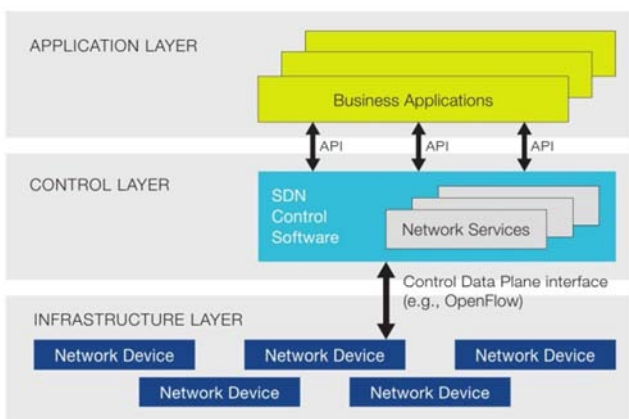 APPLICATION LAYER
Business Applications
API
API
API
CONTROL LAYER
SDN
Control
Software
Network Services
Control Data Plane interface
(e.g., OpenFlow)
INFRASTRUCTURE LAYER
Network Device
Network Device
Network Device
Network Device
Network Device